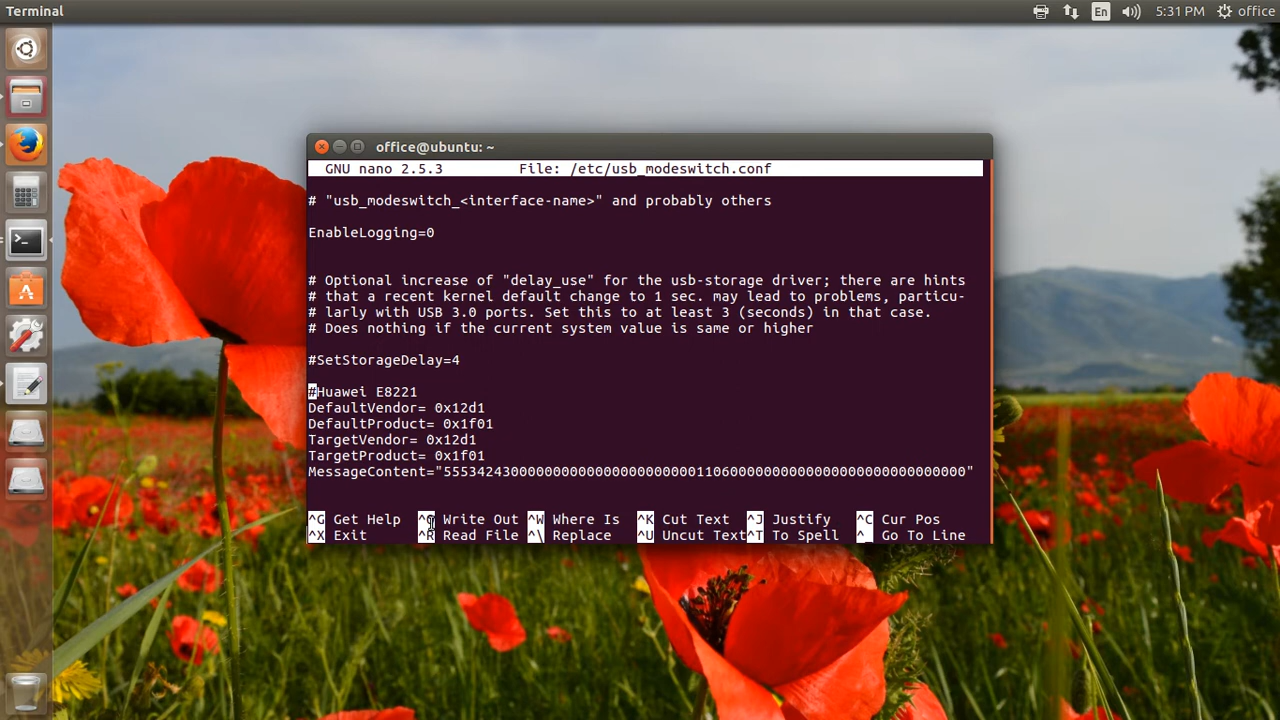 Terminal
En
5:31 PM
office
office@ubuntu: ~
GNU nano 2.5.3 File: /etc/usb_modeswitch.conf
# "usb_modeswitch_<interface-name>" and probably others
EnableLogging=0
# Optional increase of "delay_use" for the usb-storage driver; there are hints
# that a recent kernel default change to 1 sec. may lead to problems, particu-
# larly with USB 3.0 ports. Set this to at least 3 (seconds) in that case.
# Does nothing if the current system value is same or higher
#SetStorageDelay=4
#Huawei E8221
DefaultVendor= 0x12d1
DefaultProduct= 0x1f01
TargetVendor= 0x12d1
TargetProduct= 0x1f01
MessageContent="55534243000000000000000000000011060000000000000000000000000000"
^G Get Help ^O Write Out ^W Where Is ^K Cut Text ^J Justify ^C Cur Pos
^X Exit ^R Read File ^\ Replace ^U Uncut Text ^T To Spell ^_ Go To Line